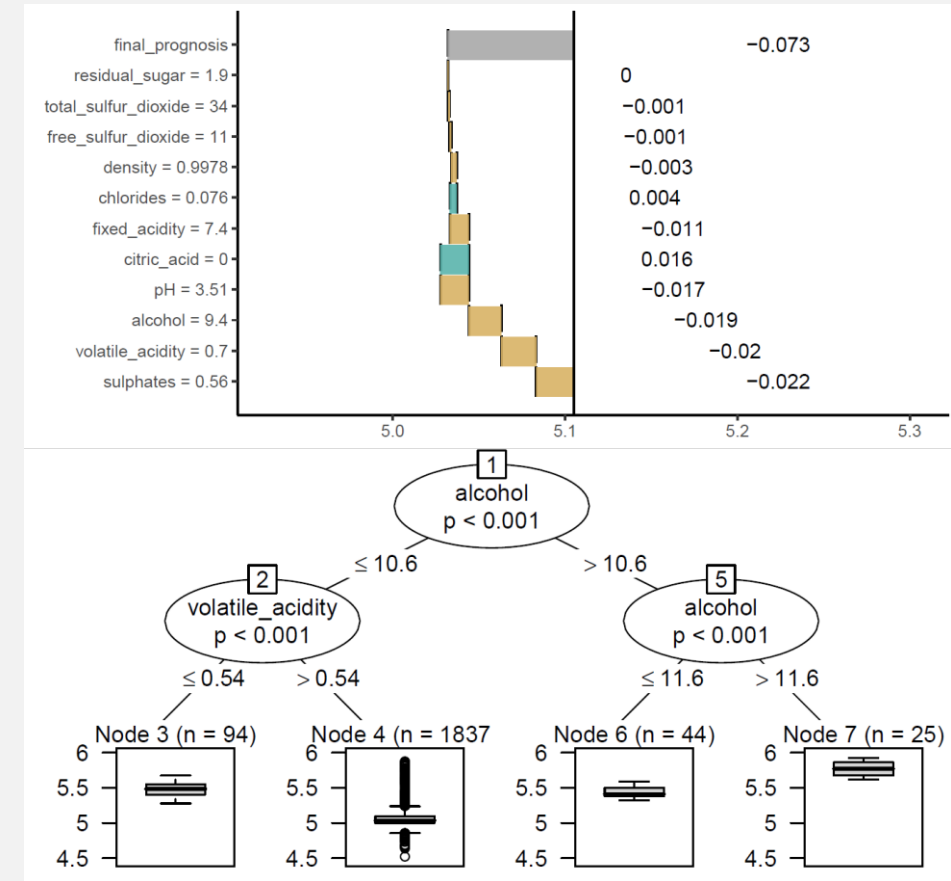 final_prognosis −0.073
residual_sugar = 1.9 0
total_sulfur_dioxide = 34 −0.001
free_sulfur_dioxide = 11 −0.001
density = 0.9978 −0.003
chlorides = 0.076 0.004
fixed_acidity = 7.4 −0.011
citric_acid = 0 0.016
pH = 3.51 −0.017
alcohol = 9.4 −0.019
volatile_acidity = 0.7 −0.02
sulphates = 0.56 −0.022
5.0 5.1 5.2 5.3
1
alcohol
p < 0.001
≤ 10.6 > 10.6
2 5
volatile_acidity alcohol
p < 0.001 p < 0.001
≤ 0.54 > 0.54 ≤ 11.6 > 11.6
Node 3 (n = 94) Node 4 (n = 1837 Node 6 (n = 44) Node 7 (n = 25)
6 6 6 6
5.5 5.5 5.5 5.5
5 5 5 5
4.5 4.5 4.5 4.5